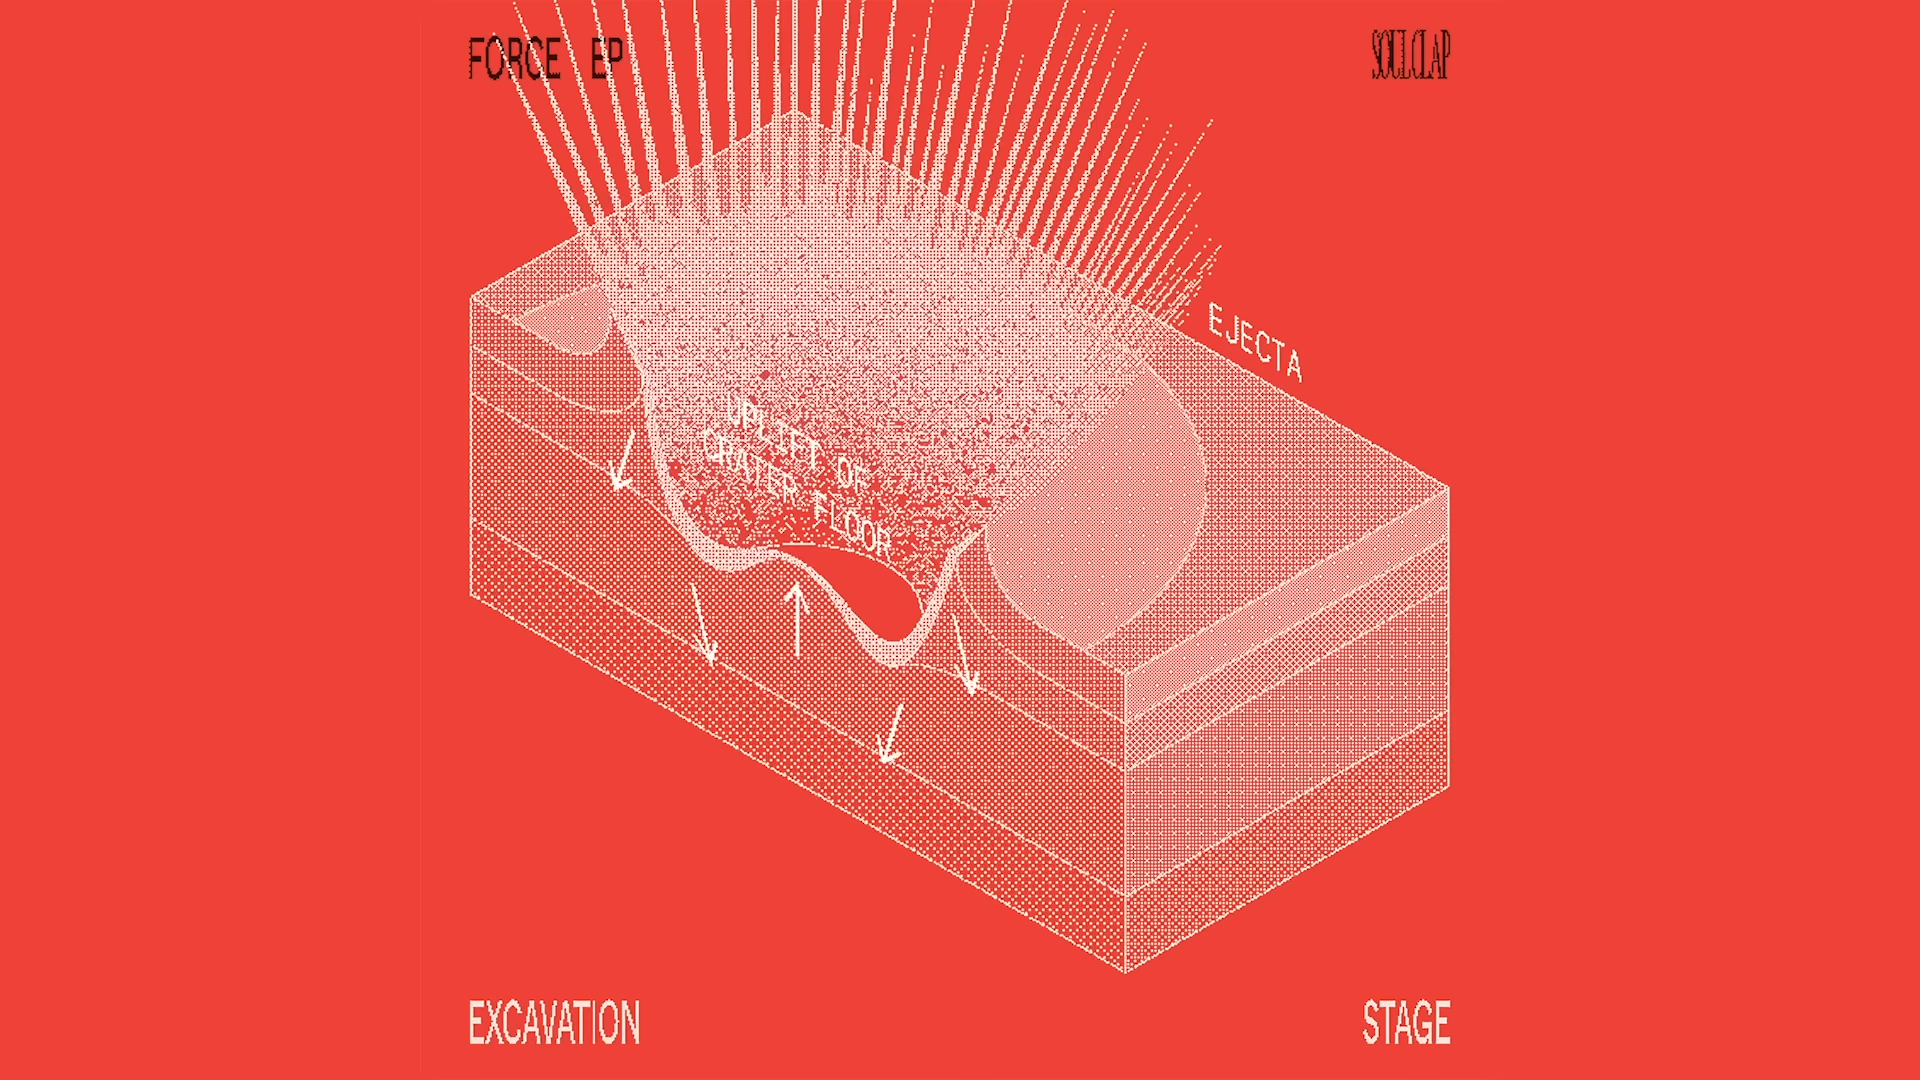 FORCE EP
SOULCLAP
EJECTA
UPLIFT OF
CRATER FLOOR
EXCAVATION
STAGE